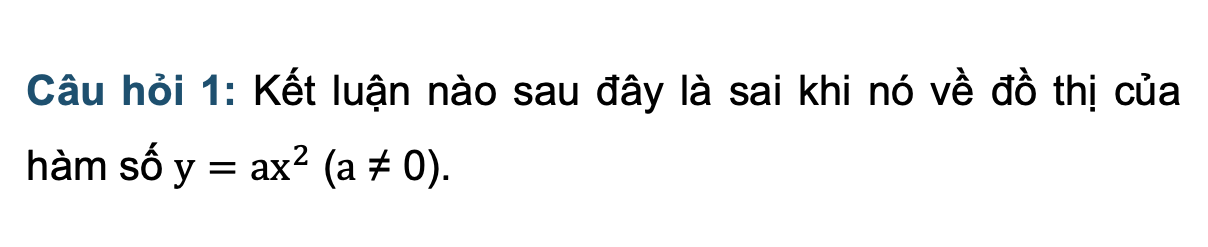 Câu hỏi 1: Kết luận nào sau đây là sai khi nó về đồ thị của
hàm số y = ax² (a ≠ 0).